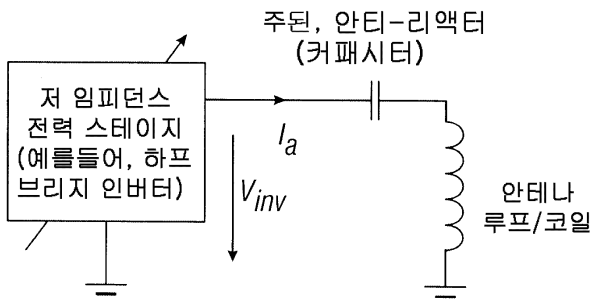 주된, 안티-리액터
(커패시터)
저 임피던스
전력 스테이지
(예를들어, 하프
브리지 인버터)
Ia
Vinv
안테나
루프/코일